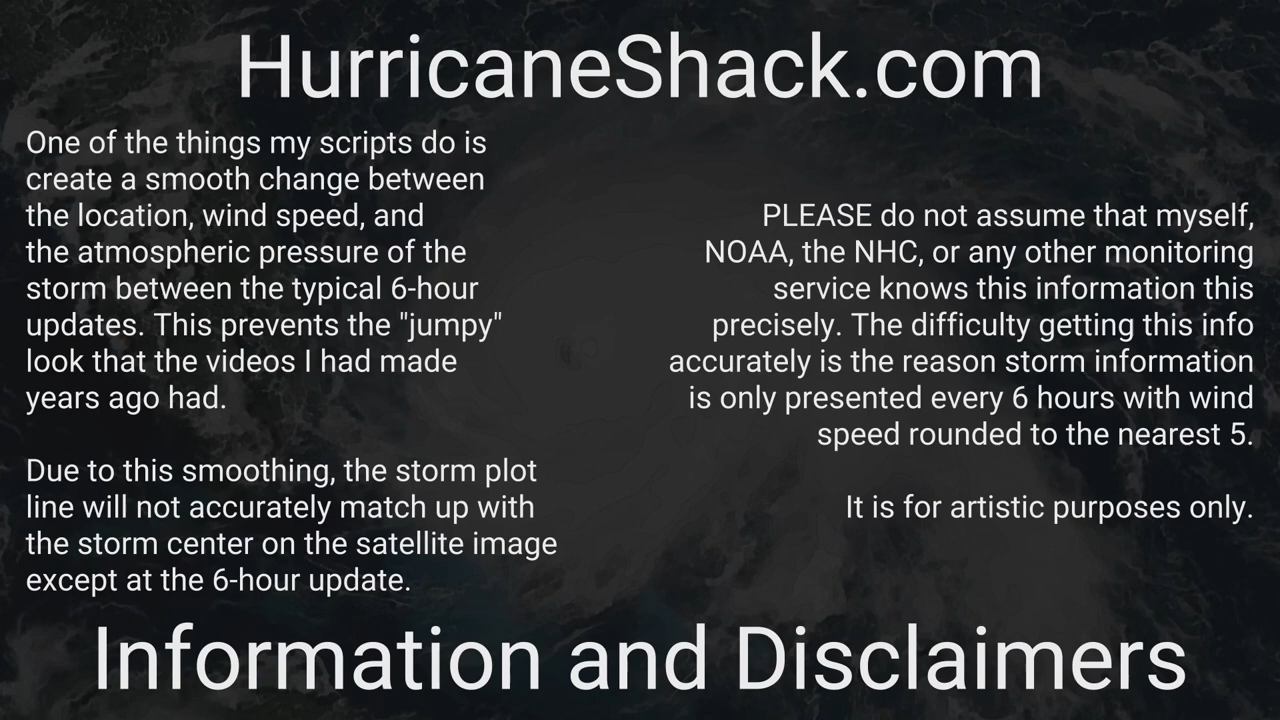 HurricaneShack.com
One of the things my scripts do is
create a smooth change between
the location, wind speed, and
the atmospheric pressure of the
storm between the typical 6-hour
updates. This prevents the "jumpy"
look that the videos I had made
years ago had.
Due to this smoothing, the storm plot
line will not accurately match up with
the storm center on the satellite image
except at the 6-hour update.
PLEASE do not assume that myself,
NOAA, the NHC, or any other monitoring
service knows this information this
precisely. The difficulty getting this info
accurately is the reason storm information
is only presented every 6 hours with wind
speed rounded to the nearest 5.
It is for artistic purposes only.
Information and Disclaimers